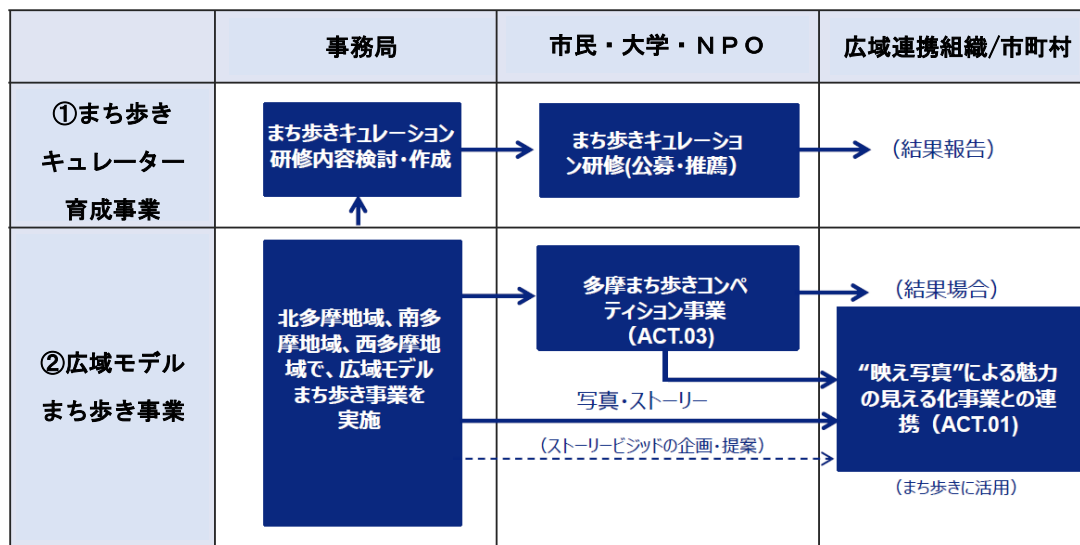 事務局
市民・大学・NPO
広域連携組織/市町村
①まち歩き
キュレーター
育成事業
まち歩きキュレーション
研修内容検討・作成
まち歩きキュレーショ
ン研修(公募・推薦）
（結果報告）
②広域モデル
まち歩き事業
北多摩地域、南多
摩地域、西多摩地
域で、広域モデル
まち歩き事業を
実施
多摩まち歩きコンペ
ティション事業
（ACT.03）
（結果場合）
写真・ストーリー
（ストーリービジッドの企画・提案）
“映え写真”による魅力
の見える化事業との連
携（ACT.01)
（まち歩きに活用）